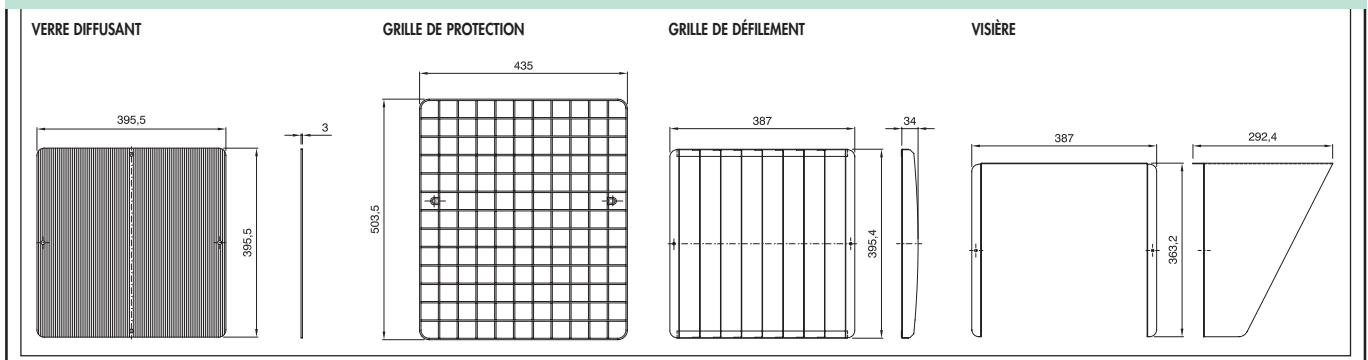 VERRE DIFFUSANT
395,5
3
395,5
GRILLE DE PROTECTION
435
503,5
GRILLE DE DÉFILEMENT
387
34
395,4
VISIÈRE
387
292,4
363,2